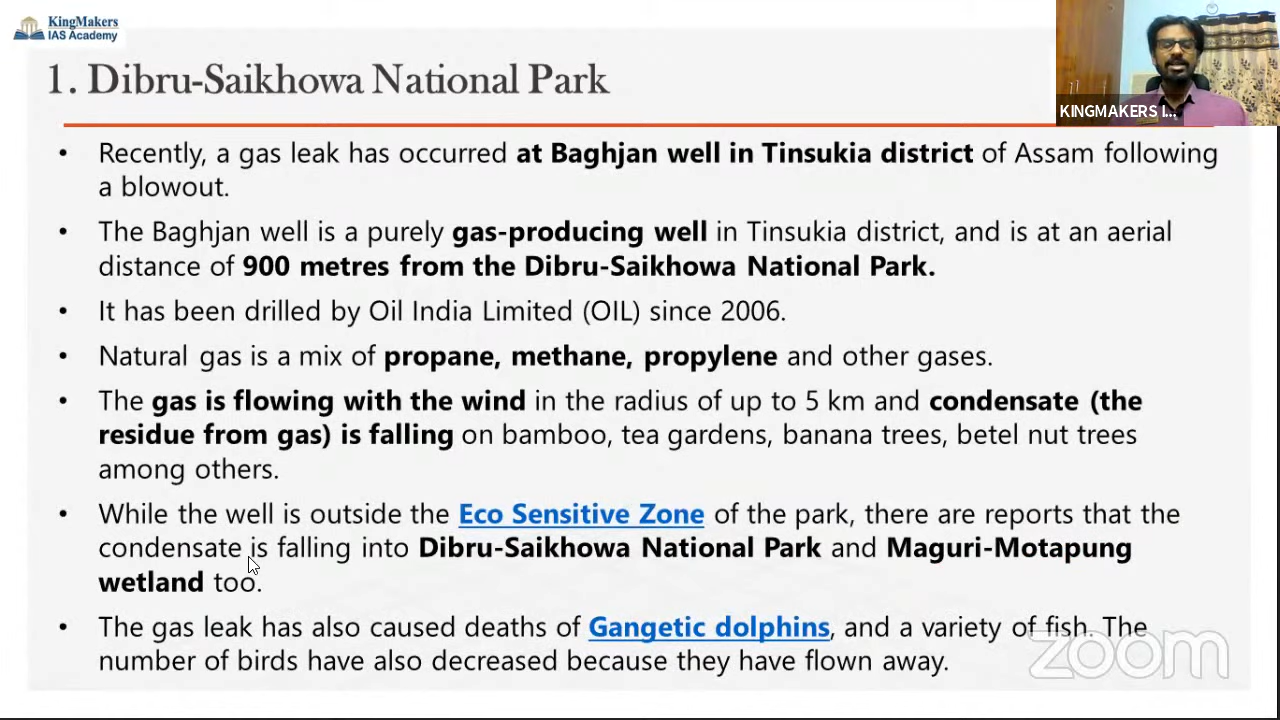 KingMakers
IAS Academy
1. Dibru-Saikhowa National Park
KINGMAKERS I...
• Recently, a gas leak has occurred at Baghjan well in Tinsukia district of Assam following
a blowout.
• The Baghjan well is a purely gas-producing well in Tinsukia district, and is at an aerial
distance of 900 metres from the Dibru-Saikhowa National Park.
• It has been drilled by Oil India Limited (OIL) since 2006.
• Natural gas is a mix of propane, methane, propylene and other gases.
• The gas is flowing with the wind in the radius of up to 5 km and condensate (the
residue from gas) is falling on bamboo, tea gardens, banana trees, betel nut trees
among others.
• While the well is outside the Eco Sensitive Zone of the park, there are reports that the
condensate is falling into Dibru-Saikhowa National Park and Maguri-Motapung
wetland too.
• The gas leak has also caused deaths of Gangetic dolphins, and a variety of fish. The
number of birds have also decreased because they have flown away.
zoom